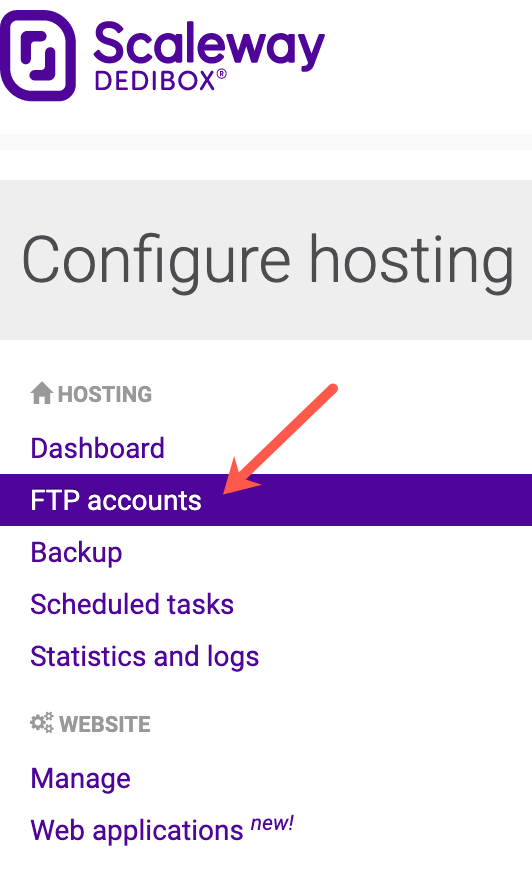 Scaleway
DEDIBOX®
Configure hosting
HOSTING
Dashboard
FTP accounts
Backup
Scheduled tasks
Statistics and logs
WEBSITE
Manage
Web applications new!